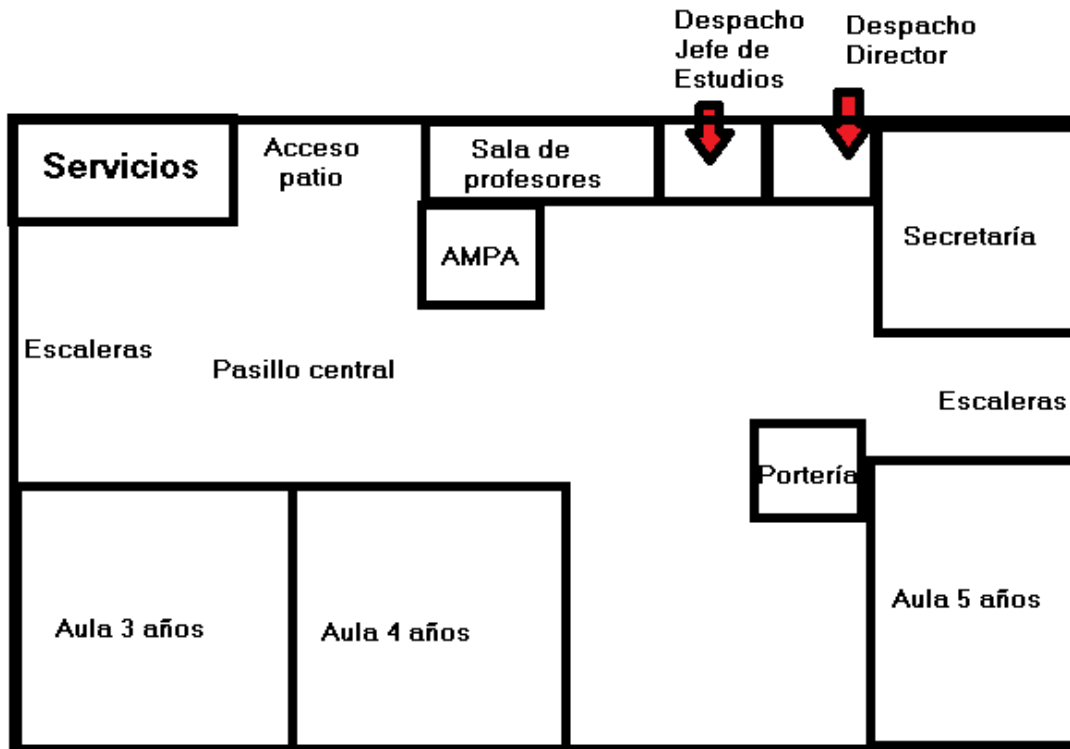 Despacho
Jefe de
Estudios
Despacho
Director
Servicios
Acceso
patio
Sala de
profesores
AMPA
Secretaría
Escaleras
Pasillo central
Escaleras
Portería
Aula 3 años
Aula 4 años
Aula 5 años